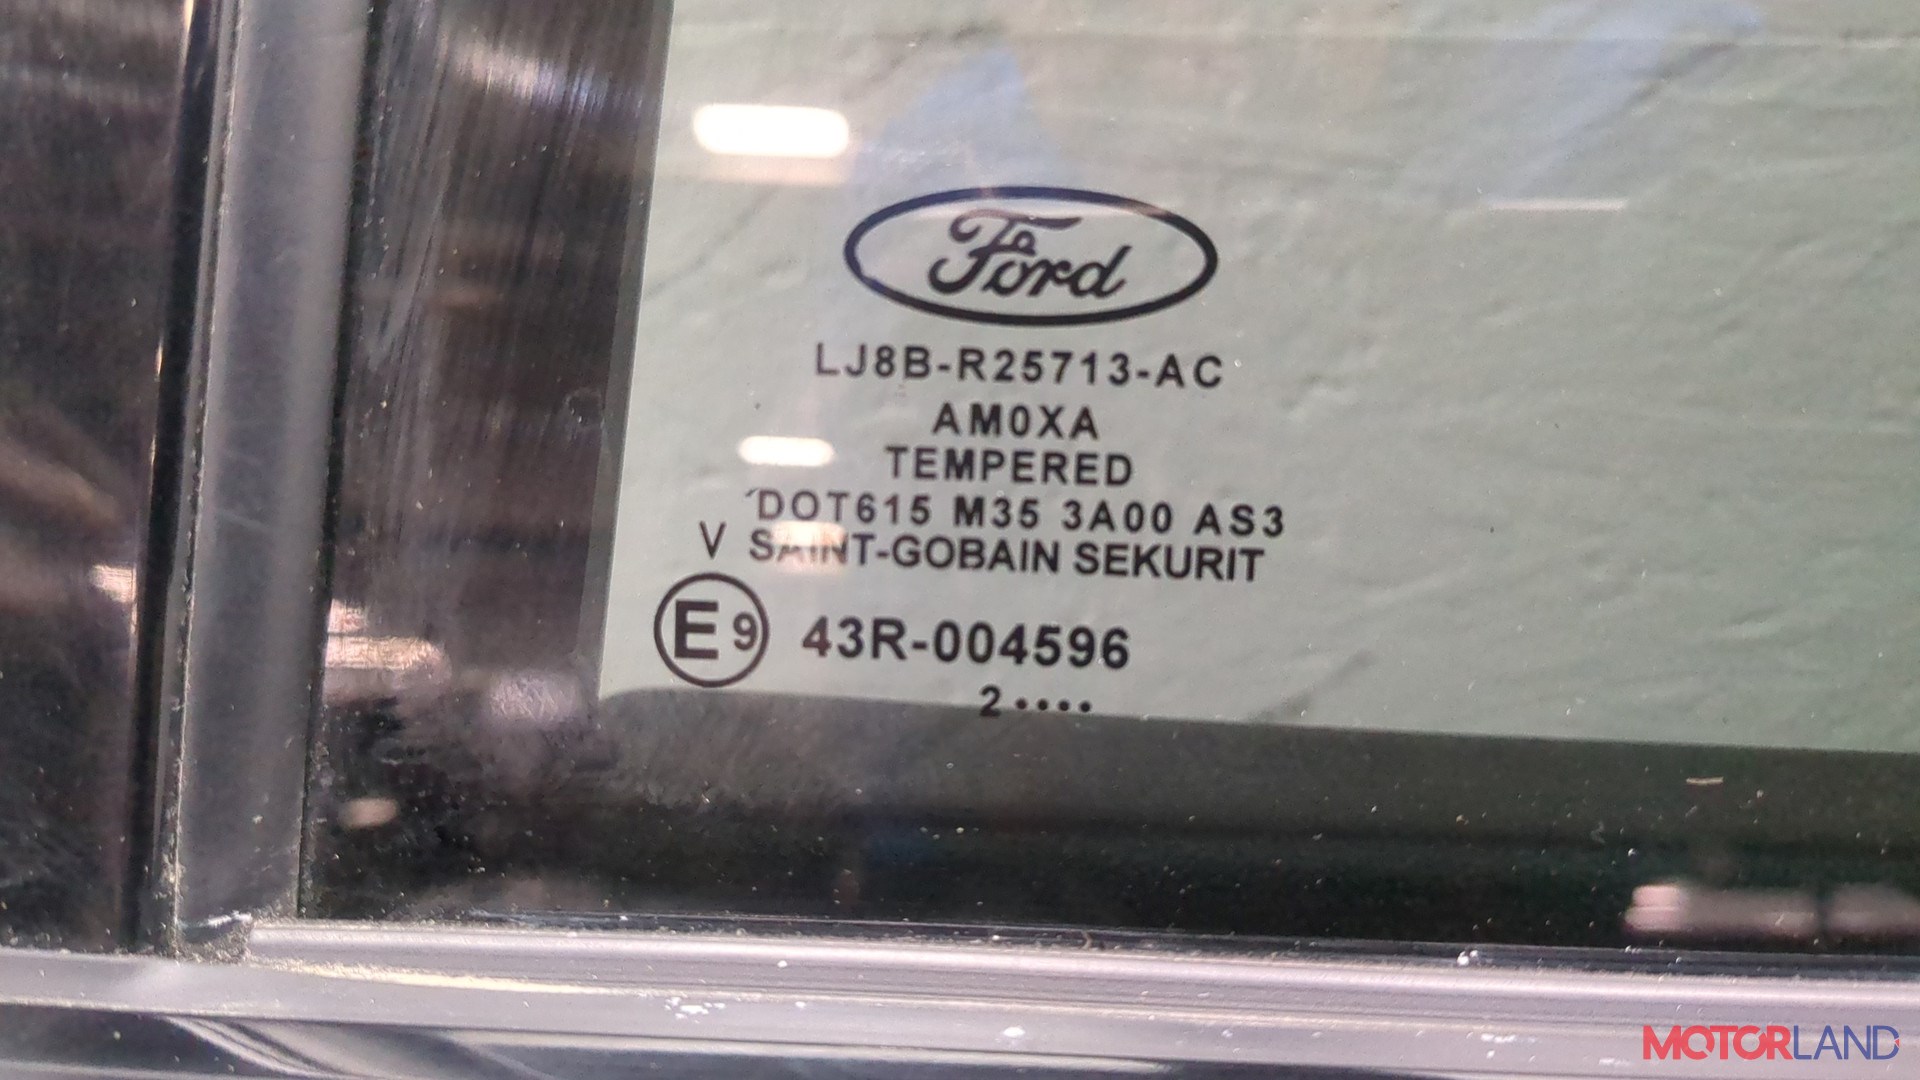 Ford
LJ8B-R25713-AC
AM0XA
TEMPERED
DOT615 M35 3A00 AS3
V SAINT-GOBAIN SEKURIT
E9 43R-004596
2 ••••
MOTORLAND